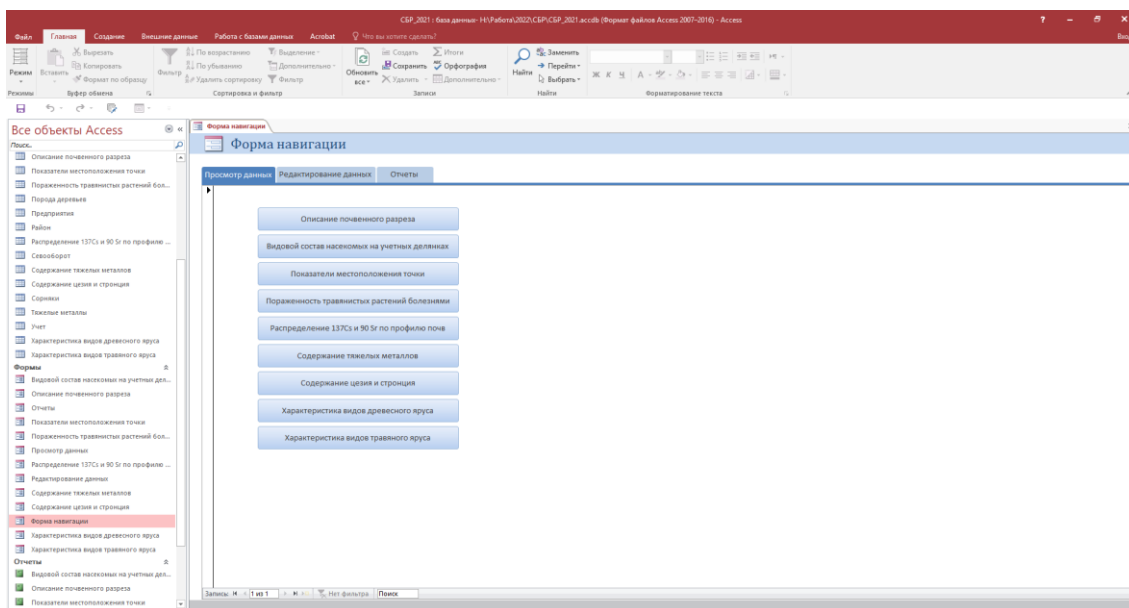 СБР_2021 : база данных- H:\Работа\2022\СБР\СБР_2021.accdb (Формат файлов Access 2007–2016) - Access
Файл Главная Создание Внешние данные Работа с базами данных Acrobat Что вы хотите сделать?
Режим
Вставить
Вырезать
Копировать
Формат по образцу
Фильтр
По возрастанию
По убыванию
Удалить сортировку
Выделение
Дополнительно
Фильтр
Обновить все
Создать
Сохранить
Удалить
Итоги
Орфография
Дополнительно
Найти
Заменить
Перейти
Выбрать
Ж К Ч
Режимы Буфер обмена Сортировка и фильтр Записи Найти Форматирование текста
Все объекты Access
Поиск..
Описание почвенного разреза
Показатели местоположения точки
Пораженность травянистых растений бол...
Порода деревьев
Предприятия
Район
Распределение 137Cs и 90 Sr по профилю ...
Севооборот
Содержание тяжелых металлов
Содержание цезия и стронция
Сорняки
Тяжелые металлы
Учет
Характеристика видов древесного яруса
Характеристика видов травяного яруса
Формы
Видовой состав насекомых на учетных дел...
Описание почвенного разреза
Отчеты
Показатели местоположения точки
Пораженность травянистых растений бол...
Просмотр данных
Распределение 137Cs и 90 Sr по профилю ...
Редактирование данных
Содержание тяжелых металлов
Содержание цезия и стронция
Форма навигации
Характеристика видов древесного яруса
Характеристика видов травяного яруса
Отчеты
Видовой состав насекомых на учетных дел...
Описание почвенного разреза
Показатели местоположения точки
Форма навигации
Форма навигации
Просмотр данных Редактирование данных Отчеты
Описание почвенного разреза
Видовой состав насекомых на учетных делянках
Показатели местоположения точки
Пораженность травянистых растений болезнями
Распределение 137Cs и 90 Sr по профилю почв
Содержание тяжелых металлов
Содержание цезия и стронция
Характеристика видов древесного яруса
Характеристика видов травяного яруса
Запись: 1 из 1 Нет фильтра Поиск